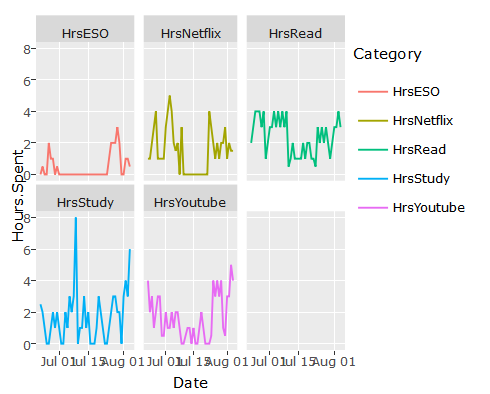 HrsESO HrsNetflix HrsRead
Category
8
6
4
2
0
HrsESO
HrsNetflix
HrsRead
HrsStudy
HrsYoutube
Hours.Spent
HrsStudy HrsYoutube
8
6
4
2
0
Jul 01 Jul 15 Aug 01 Jul 01 Jul 15 Aug 01 Jul 01 Jul 15 Aug 01
Date